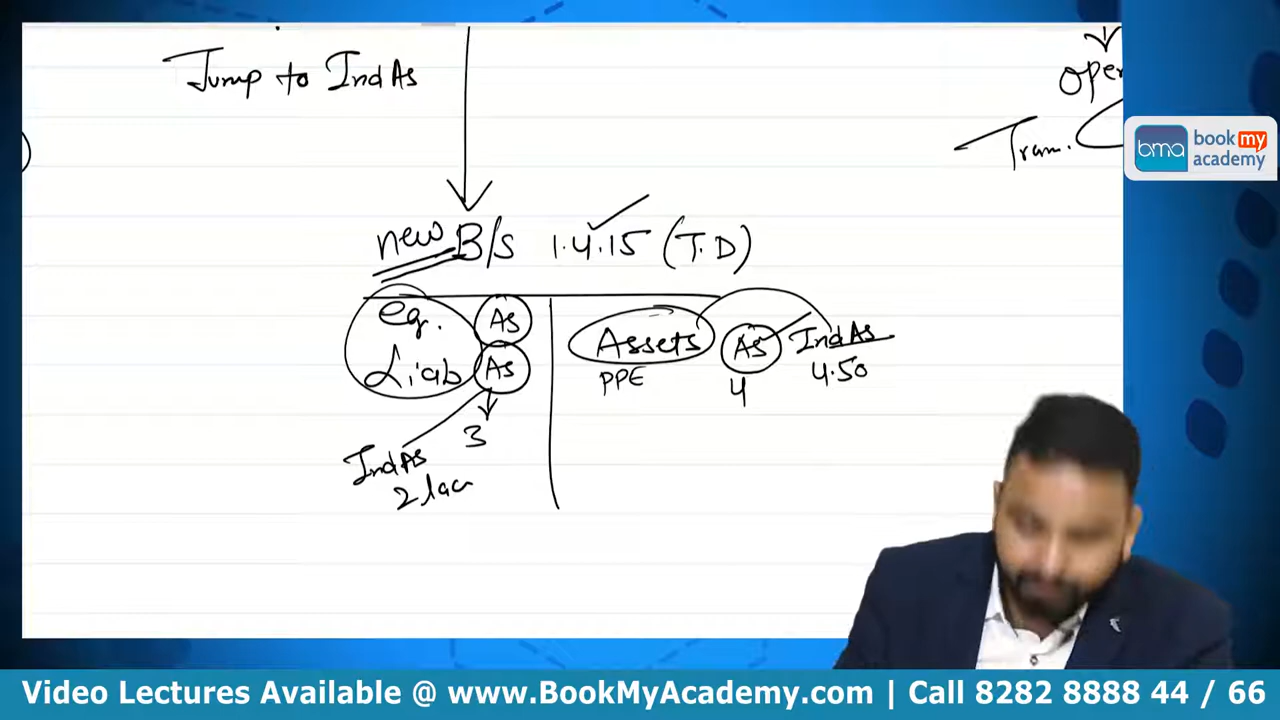 Jump to Ind As
Oper
Tran.
bma book my academy
new B/S 1.4.15 (T.D)
eg. As
Liab As
Assets As Ind As
PPE 4 4.50
3
Ind As
2 lac
Video Lectures Available @ www.BookMyAcademy.com | Call 8282 8888 44 / 66